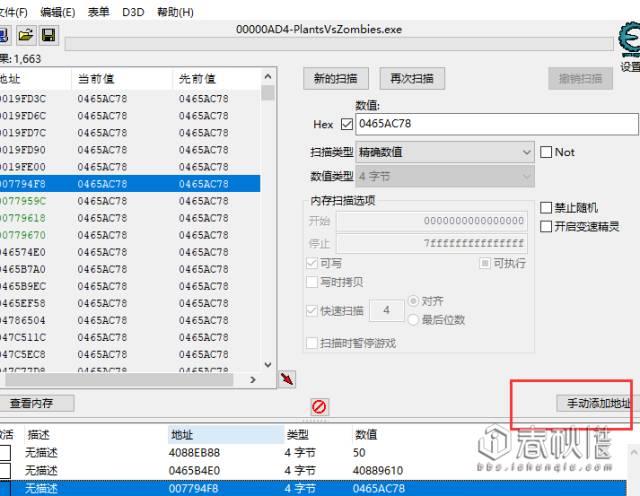 文件(F) 编辑(E) 表单 D3D 帮助(H)
00000AD4-PlantsVsZombies.exe
果: 1,663
设置
地址 当前值 先前值
0019FD3C 0465AC78 0465AC78
0019FD6C 0465AC78 0465AC78
0019FD7C 0465AC78 0465AC78
0019FD90 0465AC78 0465AC78
0019FE00 0465AC78 0465AC78
007794F8 0465AC78 0465AC78
0077959C 0465AC78 0465AC78
00779618 0465AC78 0465AC78
00779670 0465AC78 0465AC78
046574E0 0465AC78 0465AC78
0465B7A0 0465AC78 0465AC78
0465B9EC 0465AC78 0465AC78
0465EF58 0465AC78 0465AC78
04786504 0465AC78 0465AC78
047C511C 0465AC78 0465AC78
047C5EC8 0465AC78 0465AC78
047C77D8 0465AC78 0465AC78
新的扫描 再次扫描 撤销扫描
数值:
Hex 0465AC78
扫描类型 精确数值 Not
数值类型 4 字节
内存扫描选项
开始 0000000000000000
停止 7fffffffffffffff
可写 可执行
写时拷贝
快速扫描 4 对齐
最后位数
扫描时暂停游戏
禁止随机
开启变速精灵
查看内存 手动添加地址
激活 描述 地址 类型 数值
无描述 4088EB88 4 字节 50
无描述 0465B4E0 4 字节 40889610
无描述 007794F8 4 字节 0465AC78
春秋
bbs.ichunqiu.com